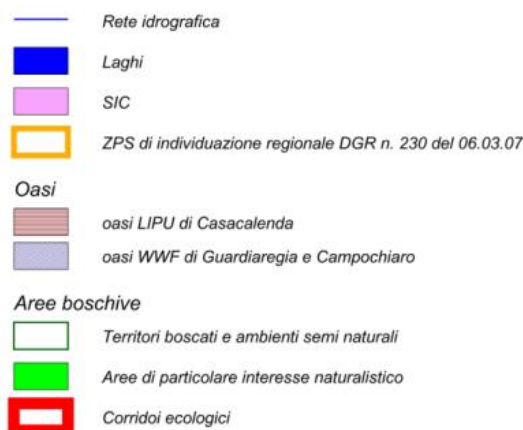 Rete idrografica
Laghi
SIC
ZPS di individuazione regionale DGR n. 230 del 06.03.07
Oasi
oasi LIPU di Casacalenda
oasi WWF di Guardiaregia e Campochiaro
Aree boschive
Territori boscati e ambienti semi naturali
Aree di particolare interesse naturalistico
Corridoi ecologici